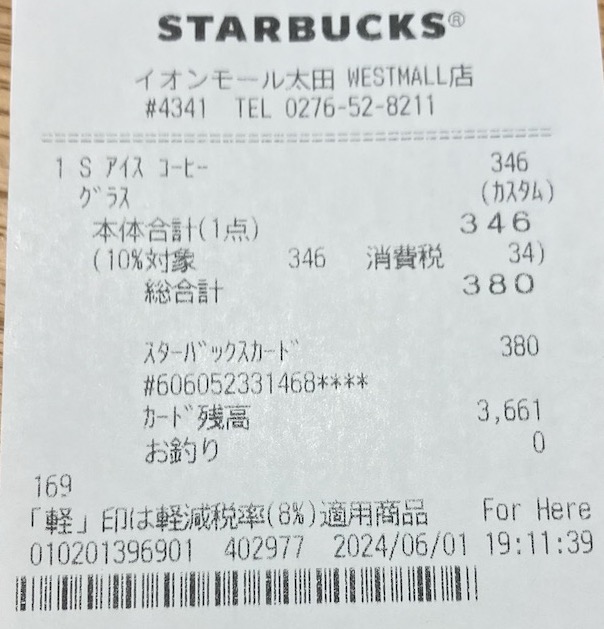 STARBUCKS®
イオンモール太田 WESTMALL店
#4341 TEL 0276-52-8211
1 S アイス コーヒー 346
グラス (カスタム)
本体合計(1点) 346
(10%対象 346 消費税 34)
総合計 380
スターバックスカード 380
#606052331468****
カード残高 3,661
お釣り 0
169
「軽」印は軽減税率(8%)適用商品 For Here
010201396901 402977 2024/06/01 19:11:39